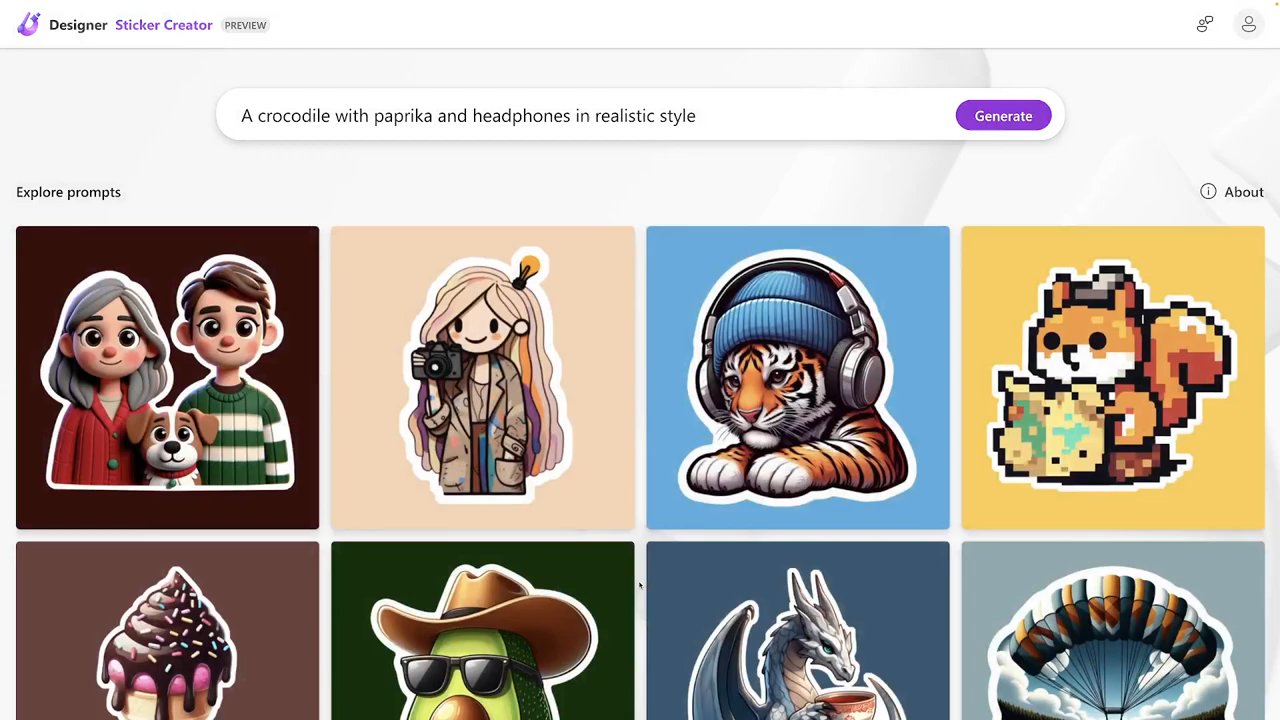 Designer Sticker Creator PREVIEW
A crocodile with paprika and headphones in realistic style
Generate
Explore prompts
About